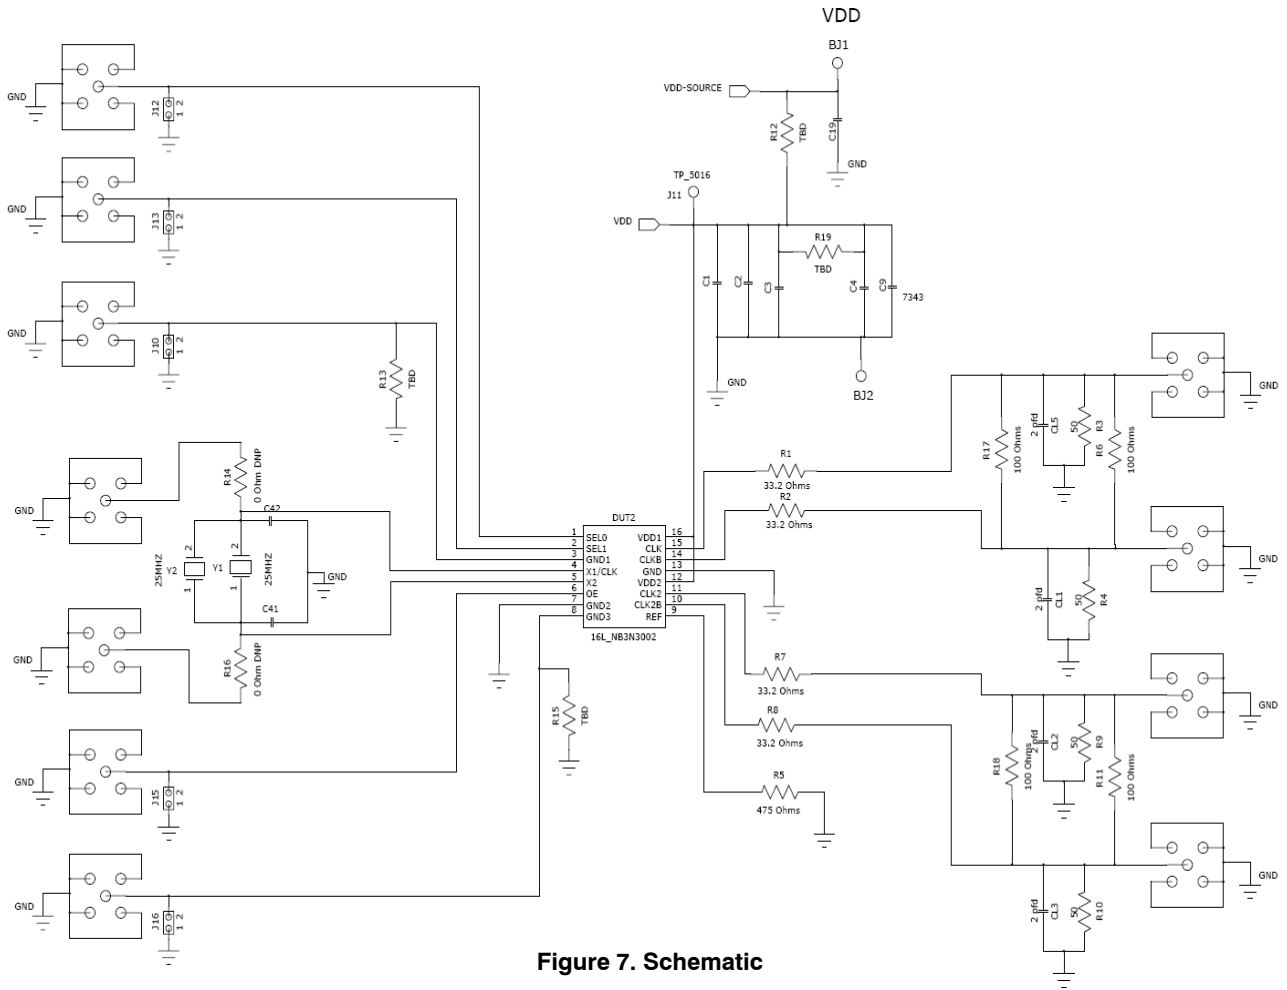 VDD
BJ1
VDD-SOURCE
R12
TBD
C19
GND
TP_5016
J11
VDD
R19
TBD
C1
C2
C3
C4
C9
7343
GND
BJ2
GND
J12
1 2
GND
J13
1 2
GND
J10
1 2
R13
TBD
GND
R14
0 Ohm DNP
C42
25MHZ
Y2
2
1
Y1
2
1
25MHZ
GND
C41
GND
R16
0 Ohm DNP
GND
J15
1 2
GND
J16
1 2
DUT2
1 SEL0 VDD1 16
2 SEL1 CLK 15
3 GND1 CLKB 14
4 X1/CLK GND 13
5 X2 VDD2 12
6 OE CLK2 11
7 GND2 CLK2B 10
8 GND3 REF 9
16L_NB3N3002
R15
TBD
R1
33.2 Ohms
R2
33.2 Ohms
R7
33.2 Ohms
R8
33.2 Ohms
R5
475 Ohms
R17
100 Ohms
2 pfd
CL5
50
R3
R6
100 Ohms
GND
2 pfd
CL1
50
R4
GND
R18
100 Ohms
2 pfd
CL2
50
R9
R11
100 Ohms
GND
2 pfd
CL3
50
R10
GND
Figure 7. Schematic